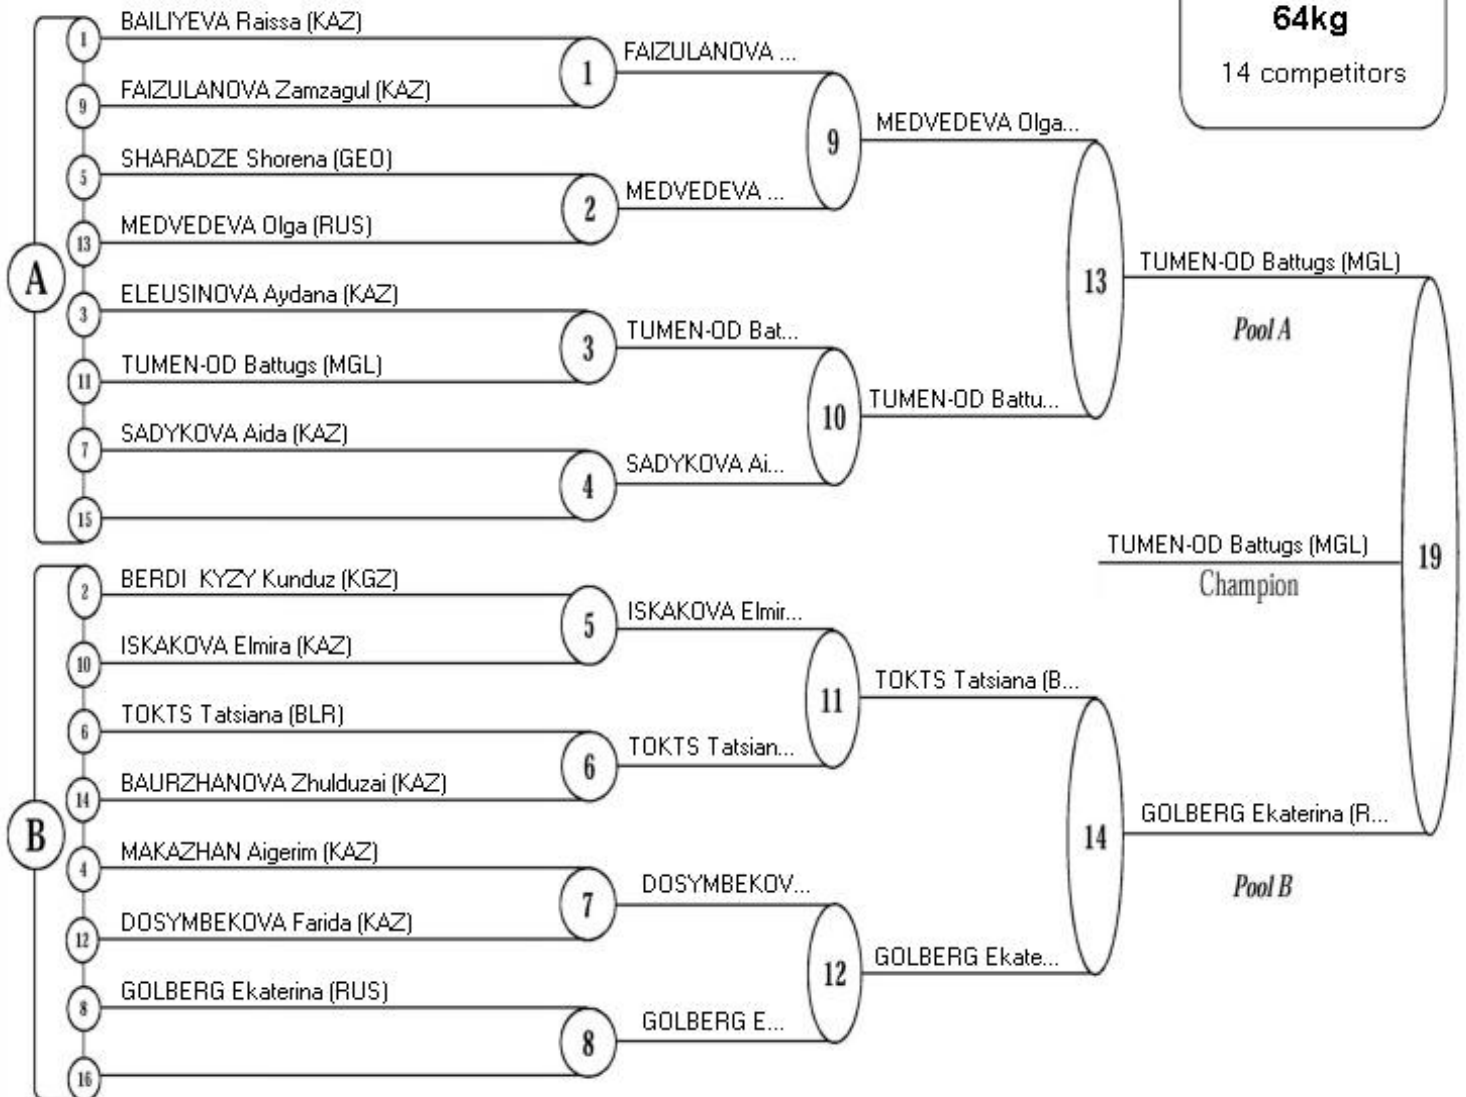 64kg
14 competitors
A
1
BAILIYEVA Raissa (KAZ)
9
FAIZULANOVA Zamzagul (KAZ)
5
SHARADZE Shorena (GEO)
13
MEDVEDEVA Olga (RUS)
3
ELEUSINOVA Aydana (KAZ)
11
TUMEN-OD Battugs (MGL)
7
SADYKOVA Aida (KAZ)
15
B
2
BERDI KYZY Kunduz (KGZ)
10
ISKAKOVA Elmira (KAZ)
6
TOKTS Tatsiana (BLR)
14
BAURZHANOVA Zhulduzai (KAZ)
4
MAKAZHAN Aigerim (KAZ)
12
DOSYMBEKOVA Farida (KAZ)
8
GOLBERG Ekaterina (RUS)
16
1
FAIZULANOVA ...
2
MEDVEDEVA ...
3
TUMEN-OD Bat...
4
SADYKOVA Ai...
5
ISKAKOVA Elmir...
6
TOKTS Tatsian...
7
DOSYMBEKOV...
8
GOLBERG E...
9
MEDVEDEVA Olga...
10
TUMEN-OD Battu...
11
TOKTS Tatsiana (B...
12
GOLBERG Ekate...
13
TUMEN-OD Battugs (MGL)
Pool A
14
GOLBERG Ekaterina (R...
Pool B
19
TUMEN-OD Battugs (MGL)
Champion